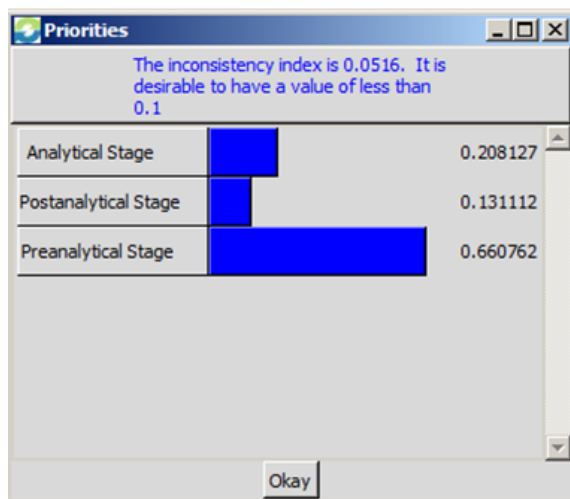 Priorities
The inconsistency index is 0.0516. It is
desirable to have a value of less than
0.1
Analytical Stage 0.208127
Postanalytical Stage 0.131112
Preanalytical Stage 0.660762
Okay